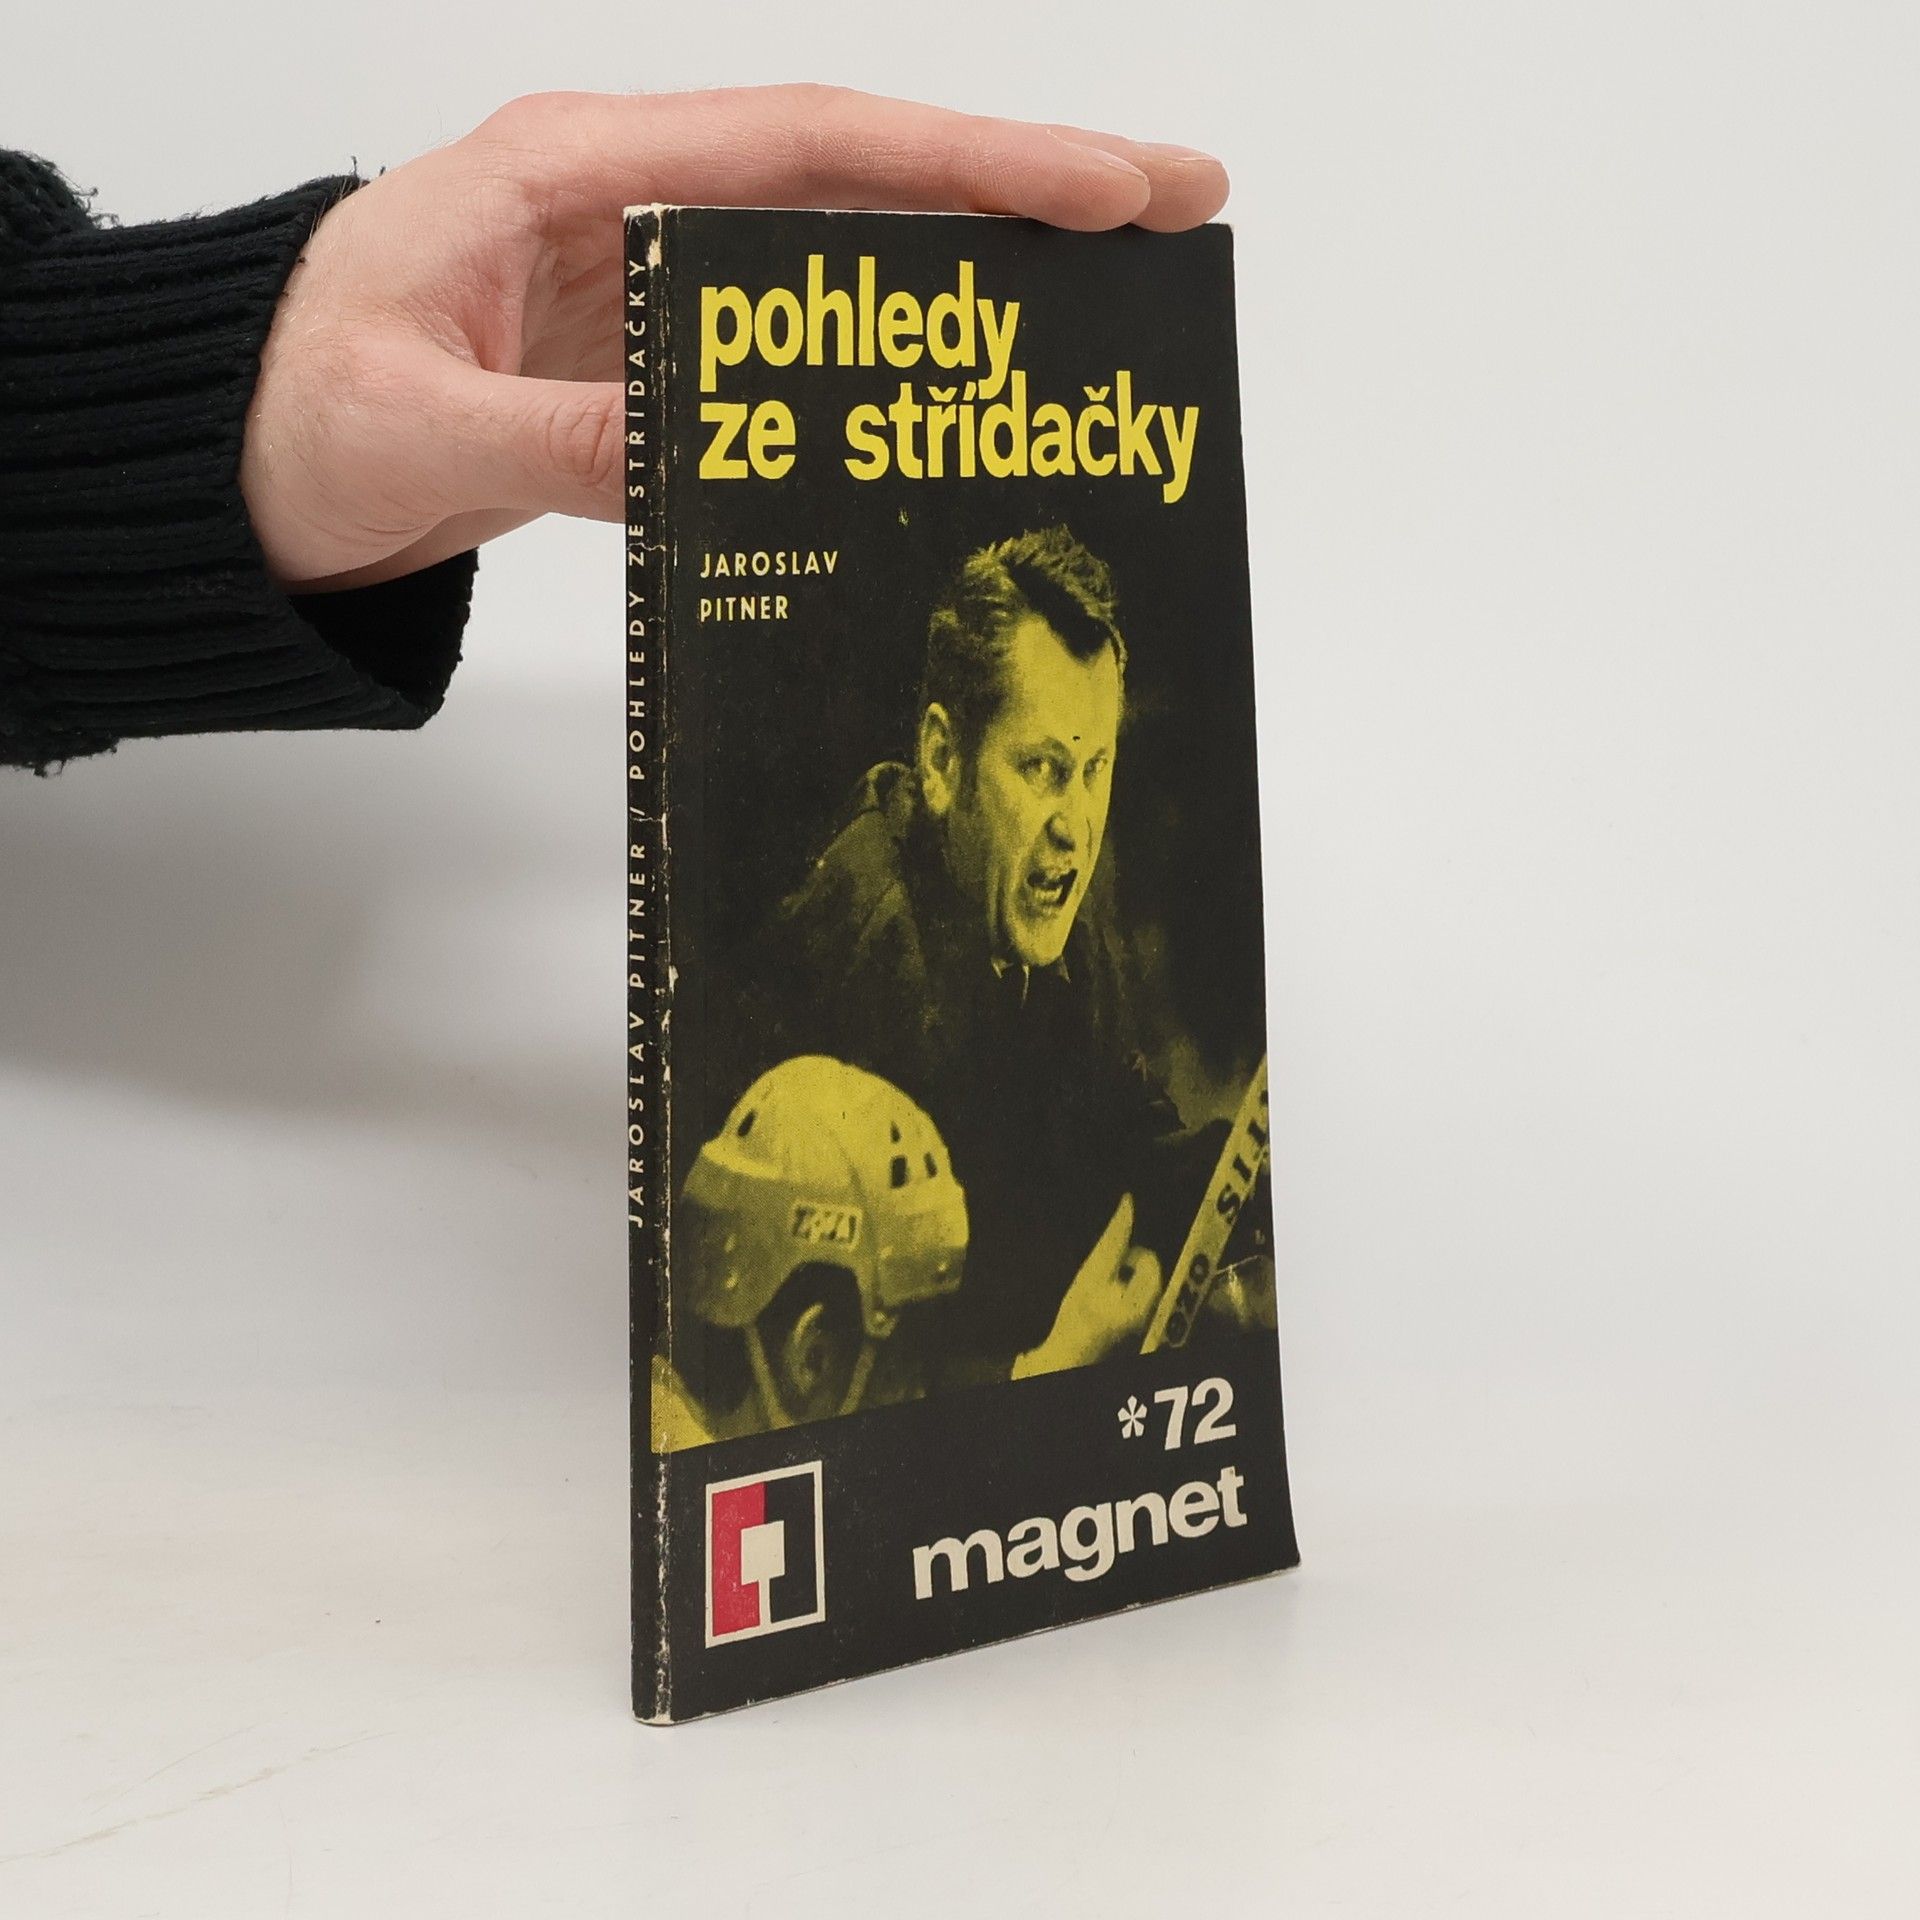 pohledy
ze střídačky
JAROSLAV
PITNER
*72
magnet
JAROSLAV PITNER // POHLEDY ZE STŘÍDAČKY